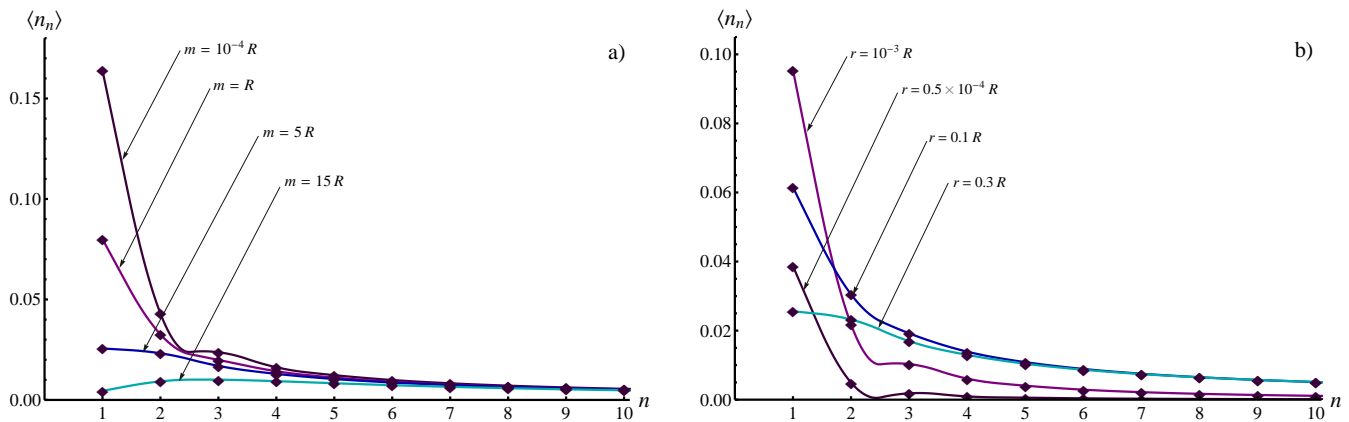 ⟨nₙ⟩
a)
m = 10⁻⁴ R
m = R
m = 5 R
m = 15 R
0.15
0.10
0.05
0.00
1 2 3 4 5 6 7 8 9 10 n
⟨nₙ⟩
b)
r = 10⁻³ R
r = 0.5 × 10⁻⁴ R
r = 0.1 R
r = 0.3 R
0.10
0.08
0.06
0.04
0.02
0.00
1 2 3 4 5 6 7 8 9 10 n